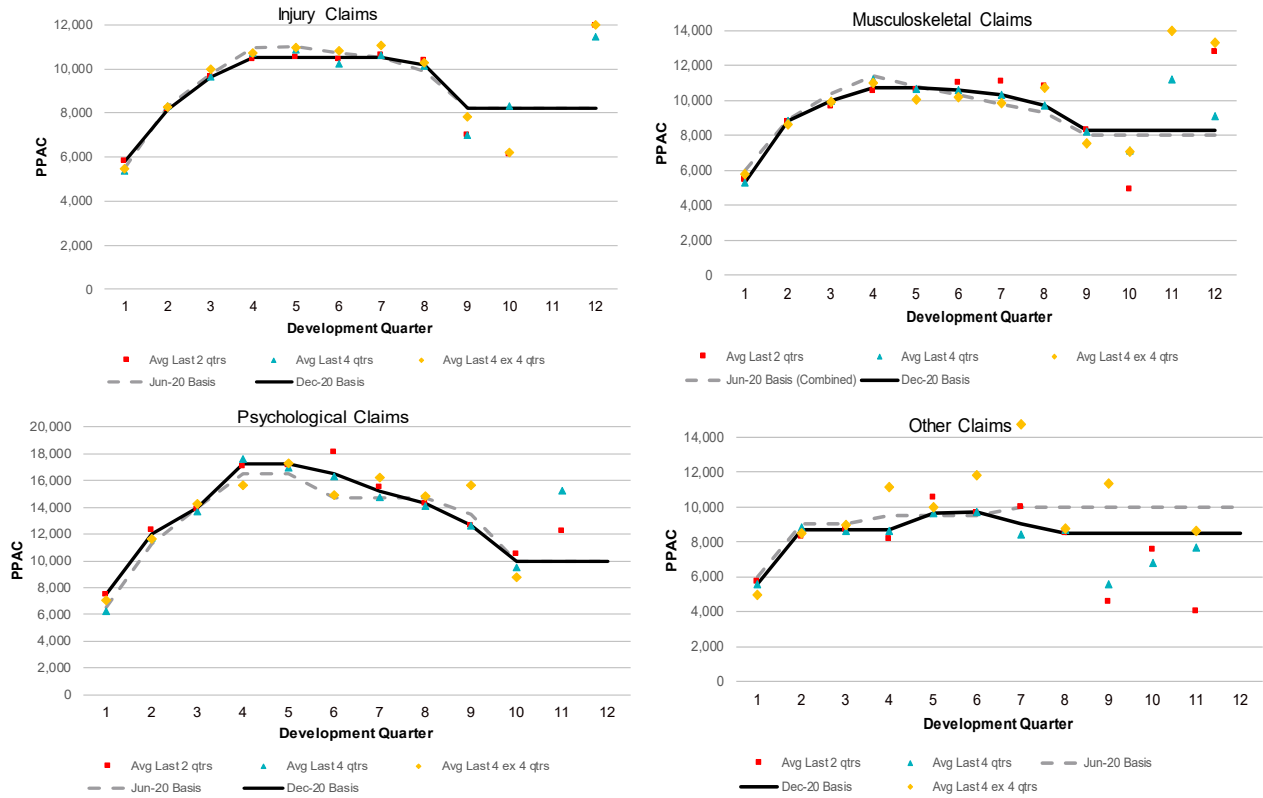 Injury Claims
12,000
10,000
8,000
6,000
4,000
2,000
0
PPAC
1 2 3 4 5 6 7 8 9 10 11 12
Development Quarter
Avg Last 2 qtrs Avg Last 4 qtrs Avg Last 4 ex 4 qtrs
Jun-20 Basis Dec-20 Basis
Musculoskeletal Claims
14,000
12,000
10,000
8,000
6,000
4,000
2,000
0
PPAC
1 2 3 4 5 6 7 8 9 10 11 12
Development Quarter
Avg Last 2 qtrs Avg Last 4 qtrs Avg Last 4 ex 4 qtrs
Jun-20 Basis (Combined) Dec-20 Basis
Psychological Claims
20,000
18,000
16,000
14,000
12,000
10,000
8,000
6,000
4,000
2,000
0
PPAC
1 2 3 4 5 6 7 8 9 10 11 12
Development Quarter
Avg Last 2 qtrs Avg Last 4 qtrs Avg Last 4 ex 4 qtrs
Jun-20 Basis Dec-20 Basis
Other Claims
14,000
12,000
10,000
8,000
6,000
4,000
2,000
0
PPAC
1 2 3 4 5 6 7 8 9 10 11 12
Development Quarter
Avg Last 2 qtrs Avg Last 4 qtrs Jun-20 Basis
Dec-20 Basis Avg Last 4 ex 4 qtrs